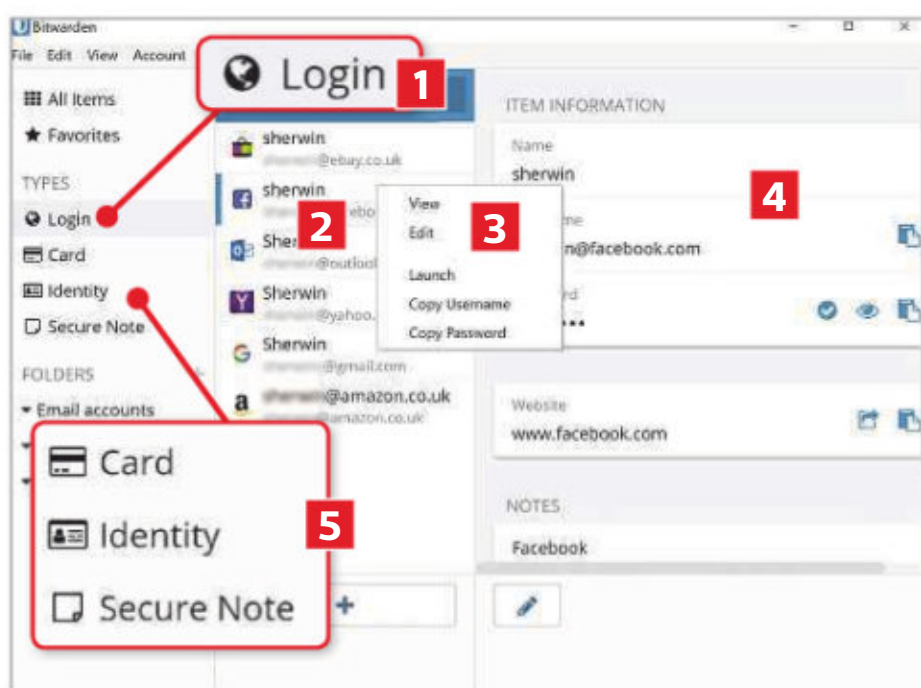 Bitwarden
File Edit View Account
Login
1
All Items
Favorites
TYPES
Login
Card
Identity
Secure Note
FOLDERS
Email accounts
sherwin
@ebay.co.uk
sherwin
2
Sherwin
@yahoo.
Sherwin
@gmail.com
@amazon.co.uk
@amazon.co.uk
View
Edit
3
Launch
Copy Username
Copy Password
ITEM INFORMATION
Name
sherwin
4
n@facebook.com
Website
www.facebook.com
NOTES
Facebook
Card
Identity
5
Secure Note